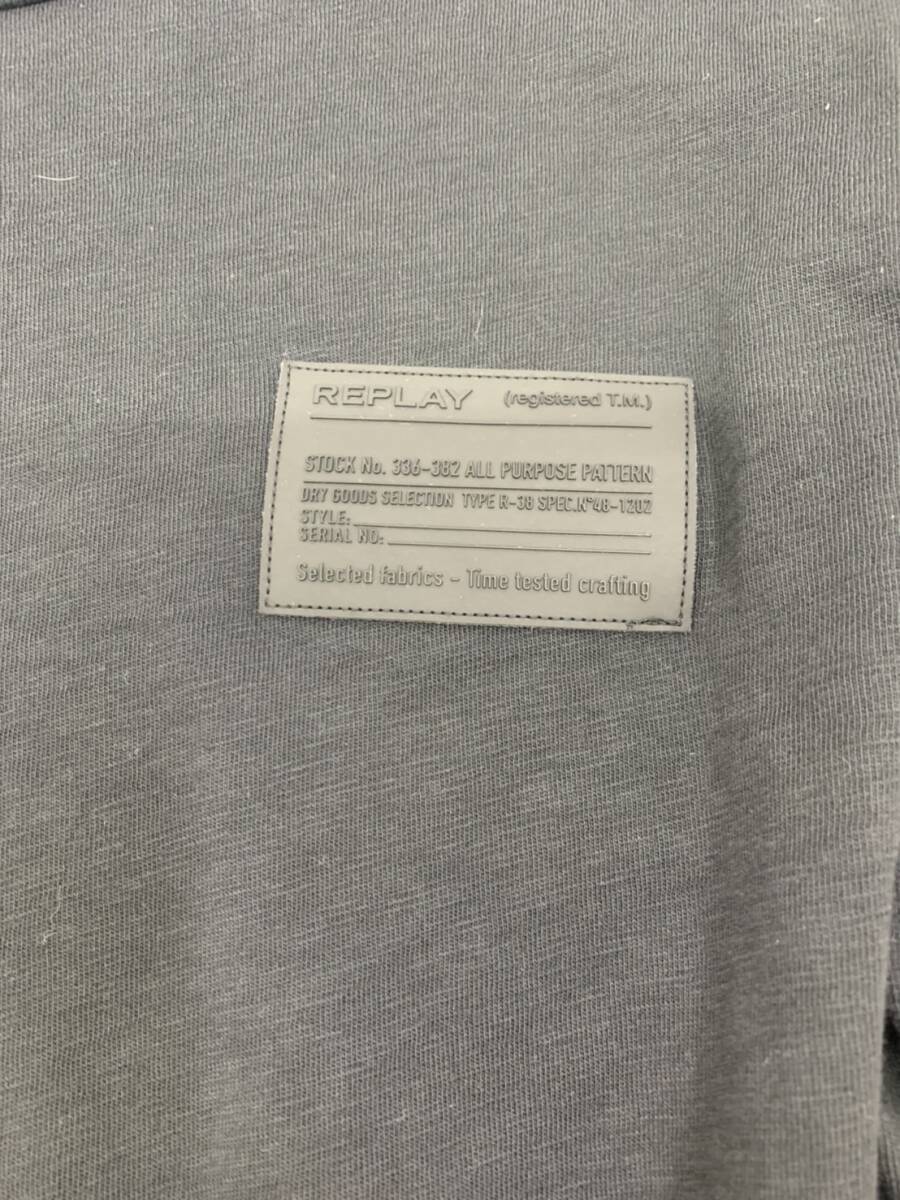 REPLAY (registered T.M.)
STOCK No. 336-382 ALL PURPOSE PATTERN
DRY GOODS SELECTION TYPE R-38 SPEC.N°48-1202
STYLE:
SERIAL NO:
Selected fabrics - Time tested crafting